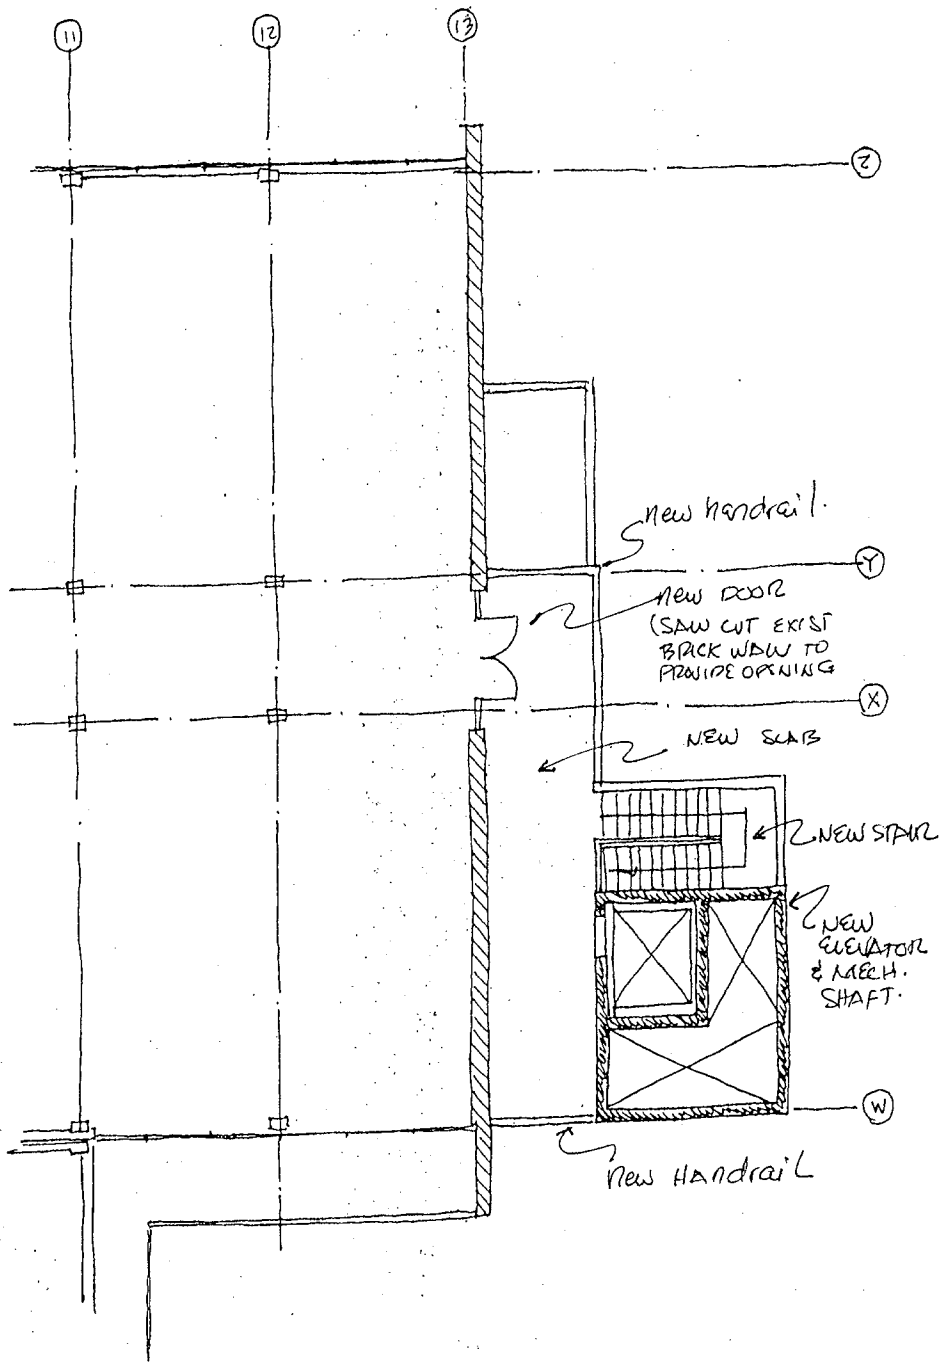 11
12
13
Z
new handrail.
Y
new DOOR
(SAW CUT EXIST
BRICK WALL TO
PROVIDE OPENING
X
NEW SLAB
NEW STAIR
NEW
ELEVATOR
& MECH.
SHAFT.
W
new HANdraiL